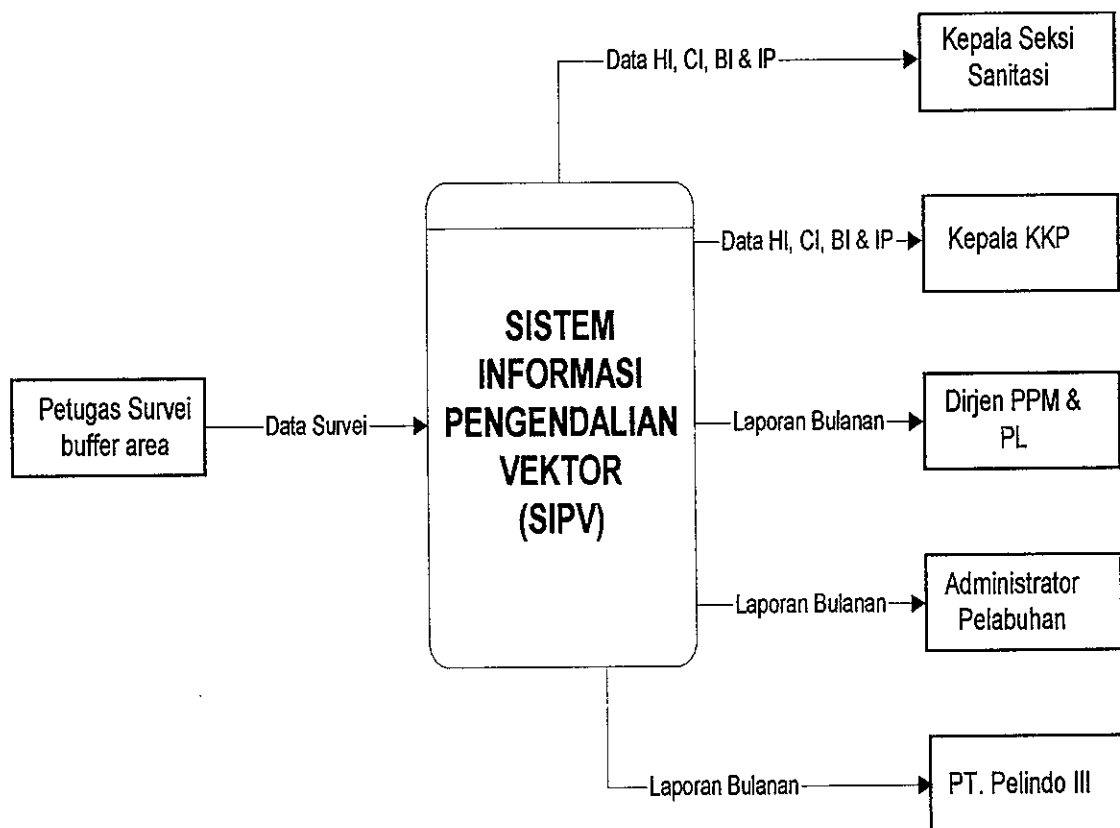 Data HI, CI, BI & IP
Kepala Seksi
Sanitasi
Data HI, CI, BI & IP
Kepala KKP
SISTEM
INFORMASI
PENGENDALIAN
VEKTOR
(SIPV)
Petugas Survei
buffer area
Data Survei
Laporan Bulanan
Dirjen PPM &
PL
Laporan Bulanan
Administrator
Pelabuhan
Laporan Bulanan
PT. Pelindo III